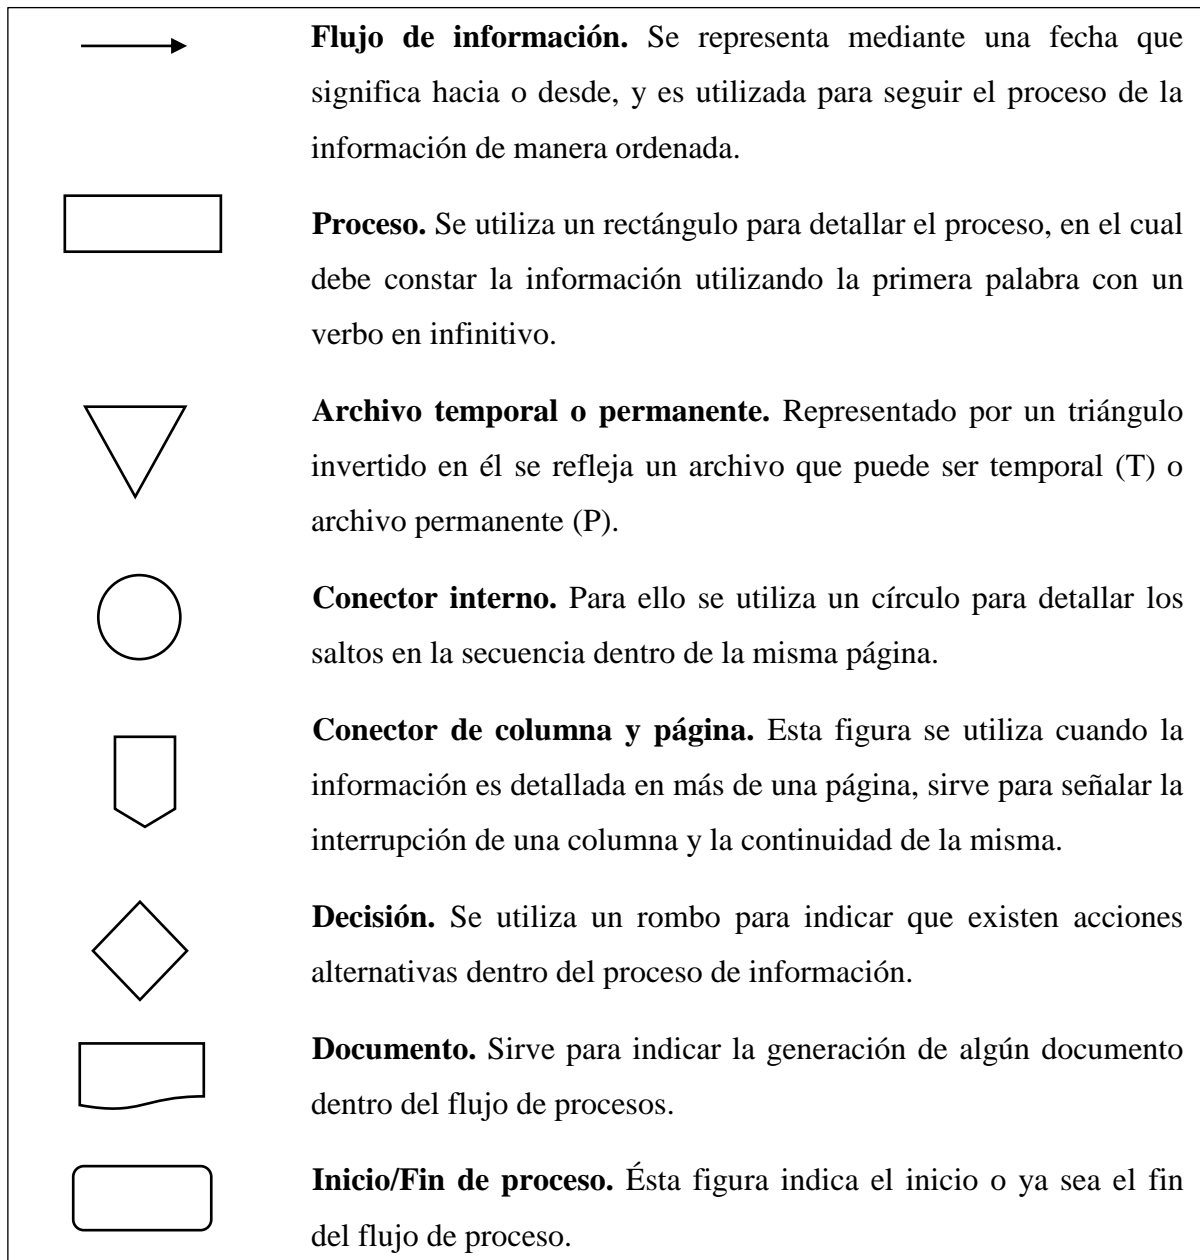 Flujo de información. Se representa mediante una fecha que
significa hacia o desde, y es utilizada para seguir el proceso de la
información de manera ordenada.
Proceso. Se utiliza un rectángulo para detallar el proceso, en el cual
debe constar la información utilizando la primera palabra con un
verbo en infinitivo.
Archivo temporal o permanente. Representado por un triángulo
invertido en él se refleja un archivo que puede ser temporal (T) o
archivo permanente (P).
Conector interno. Para ello se utiliza un círculo para detallar los
saltos en la secuencia dentro de la misma página.
Conector de columna y página. Esta figura se utiliza cuando la
información es detallada en más de una página, sirve para señalar la
interrupción de una columna y la continuidad de la misma.
Decisión. Se utiliza un rombo para indicar que existen acciones
alternativas dentro del proceso de información.
Documento. Sirve para indicar la generación de algún documento
dentro del flujo de procesos.
Inicio/Fin de proceso. Ésta figura indica el inicio o ya sea el fin
del flujo de proceso.